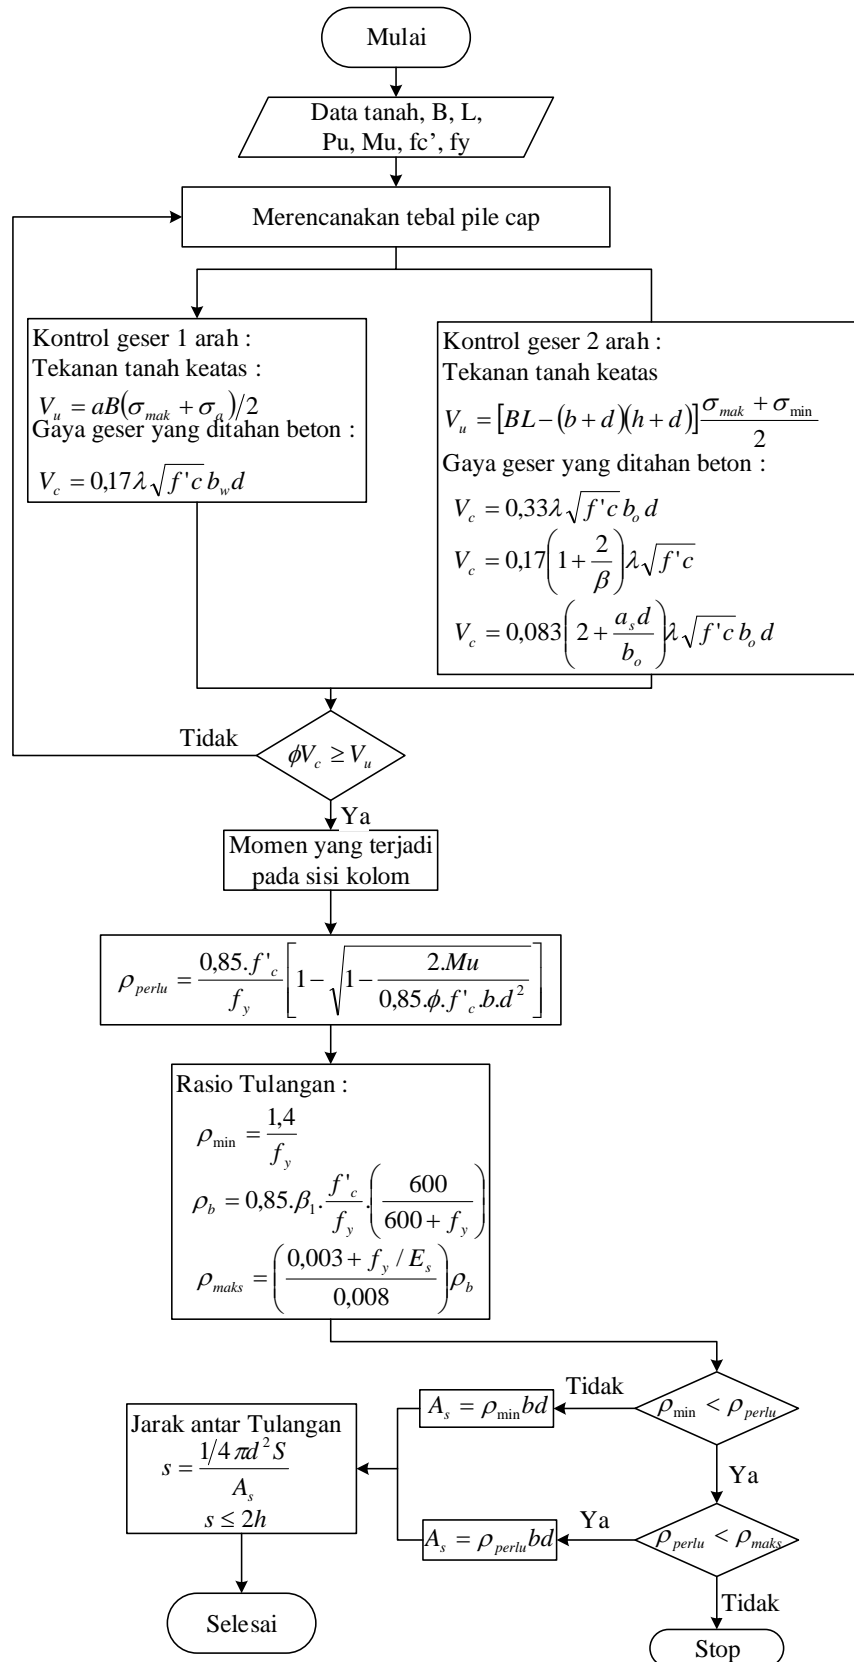 Mulai
Data tanah, B, L,
Pu, Mu, fc’, fy
Merencanakan tebal pile cap
Kontrol geser 1 arah :
Tekanan tanah keatas :
V_u = aB(σ_mak + σ_a)/2
Gaya geser yang ditahan beton :
V_c = 0,17λ√(f'c) b_w d
Kontrol geser 2 arah :
Tekanan tanah keatas
V_u = [BL − (b + d)(h + d)] (σ_mak + σ_min)/2
Gaya geser yang ditahan beton :
V_c = 0,33λ√(f'c) b_o d
V_c = 0,17(1 + 2/β)λ√(f'c)
V_c = 0,083(2 + a_s d/b_o)λ√(f'c) b_o d
Tidak
ϕV_c ≥ V_u
Ya
Momen yang terjadi
pada sisi kolom
ρ_perlu = 0,85.f'_c/f_y [1 − √(1 − 2.Mu/(0,85.ϕ.f'_c.b.d²))]
Rasio Tulangan :
ρ_min = 1,4/f_y
ρ_b = 0,85.β_1.f'_c/f_y.(600/(600 + f_y))
ρ_maks = ((0,003 + f_y / E_s)/0,008)ρ_b
ρ_min < ρ_perlu
Tidak
A_s = ρ_min bd
Ya
ρ_perlu < ρ_maks
Ya
A_s = ρ_perlu bd
Tidak
Stop
Jarak antar Tulangan
s = 1/4 πd² S/A_s
s ≤ 2h
Selesai